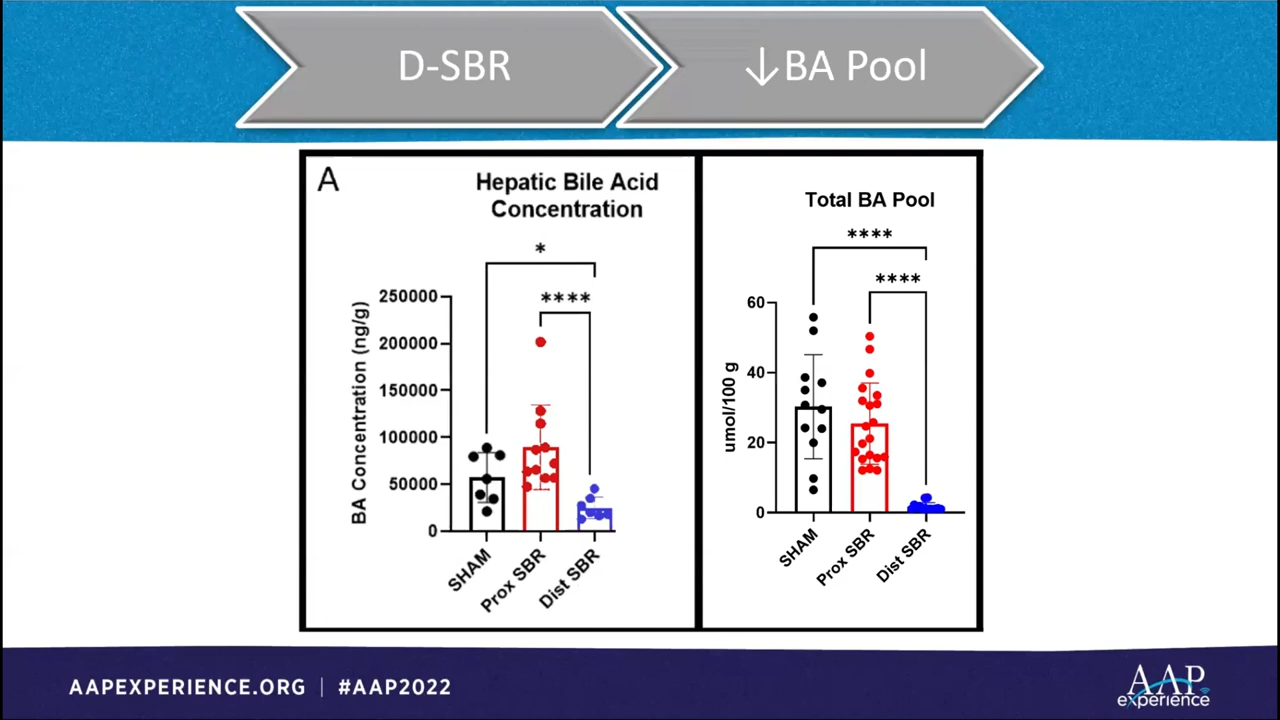 D-SBR
↓BA Pool
A
Hepatic Bile Acid
Concentration
*
****
BA Concentration (ng/g)
250000
200000
150000
100000
50000
0
SHAM
Prox SBR
Dist SBR
Total BA Pool
****
****
umol/100 g
60
40
20
0
SHAM
Prox SBR
Dist SBR
AAPEXPERIENCE.ORG | #AAP2022
AAP
experience